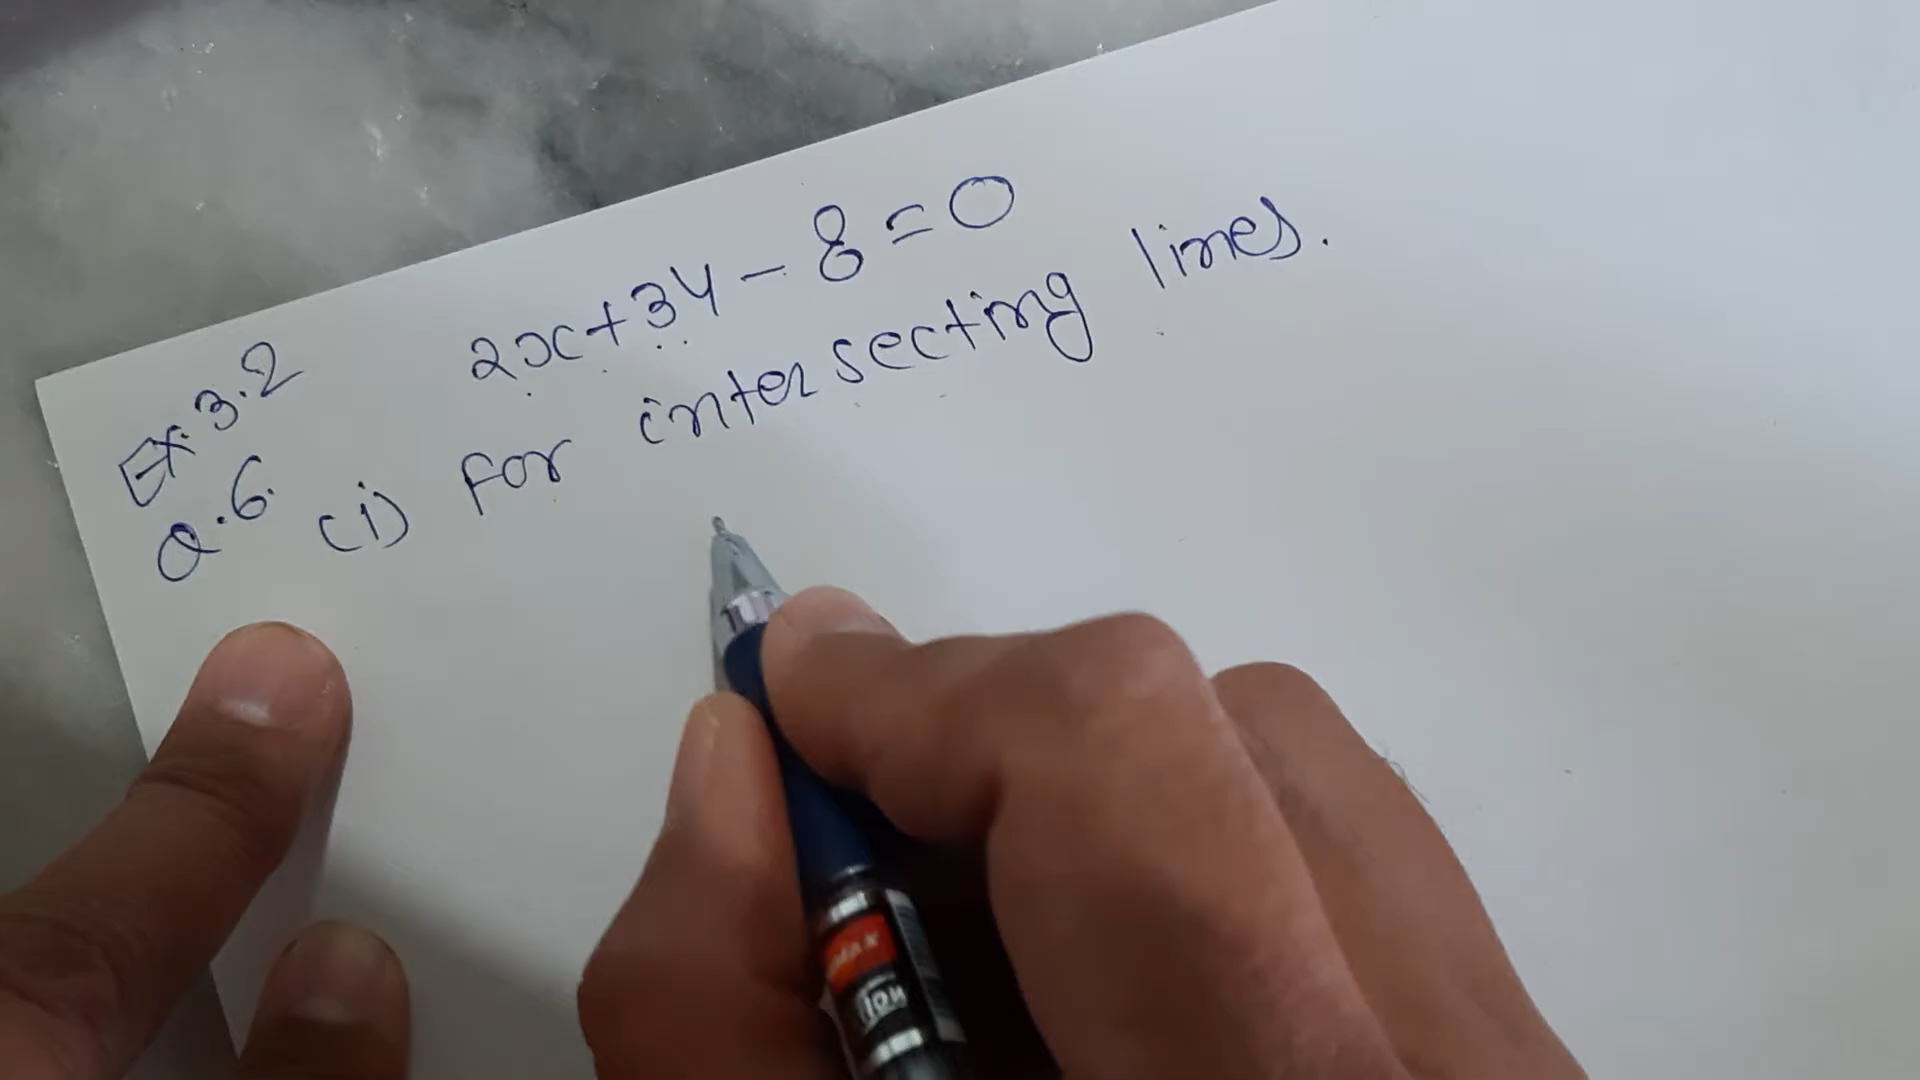 Ex. 3.2 2x+3y-8=0
Q.6. (i) For intersecting lines.